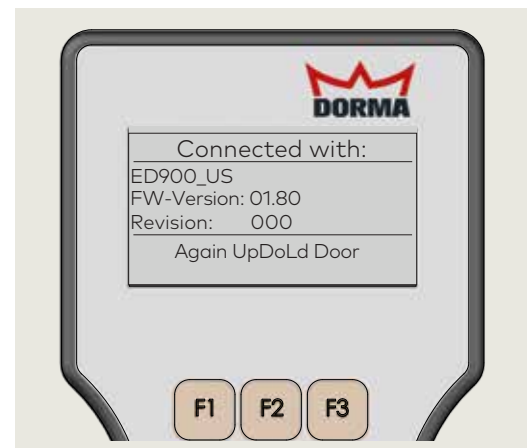 DORMA
Connected with:
ED900_US
FW-Version: 01.80
Revision: 000
Again UpDoLd Door
F1 F2 F3